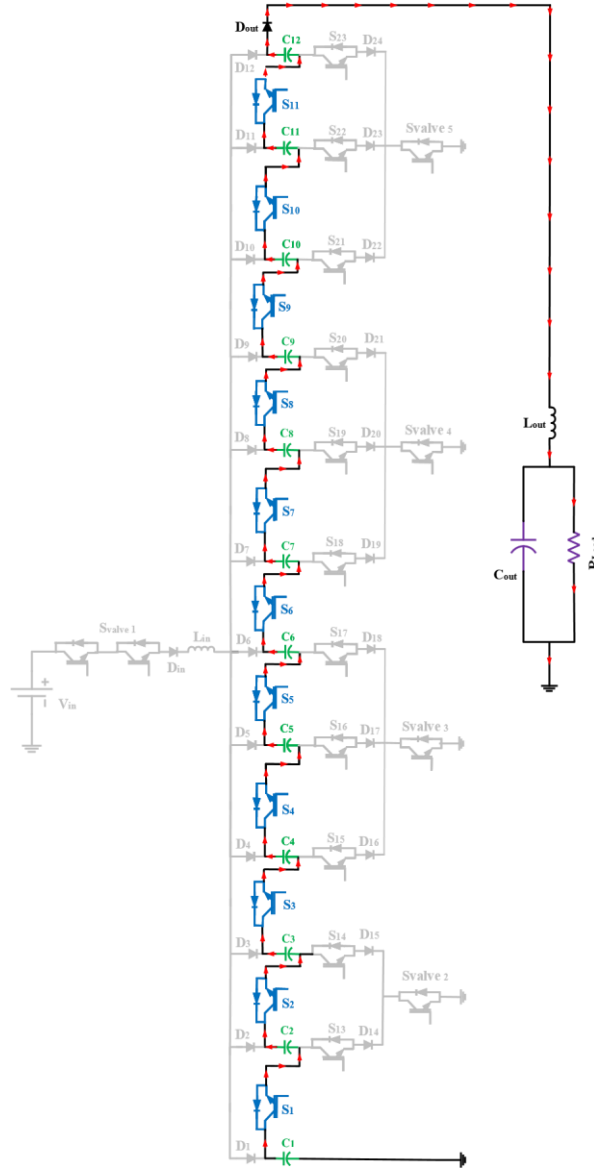 Dout
C12
S23
D24
D12
S11
C11
S22
D23
Svalve 5
D11
S10
C10
S21
D22
D10
S9
C9
S20
D21
D9
S8
C8
S19
D20
Svalve 4
Lout
D8
S7
C7
S18
D19
D7
Cout
Rload
S6
Svalve 1
Lin
D6
C6
S17
D18
Din
+
Vin
S5
C5
S16
D17
Svalve 3
D5
S4
C4
S15
D16
D4
S3
C3
S14
D15
D3
Svalve 2
S2
C2
S13
D14
D2
S1
C1
D1